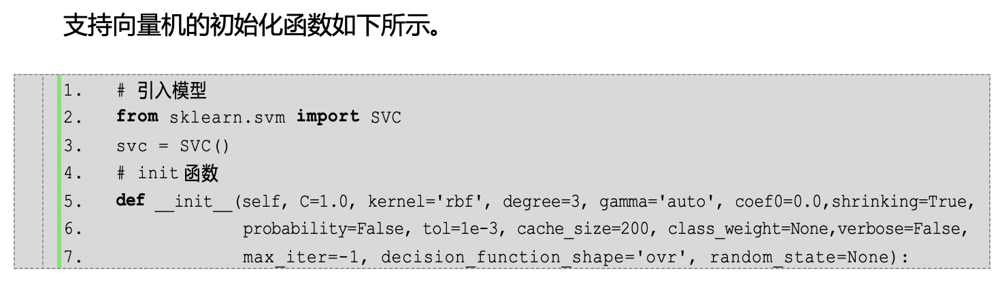 支持向量机的初始化函数如下所示。
1. # 引入模型
2. from sklearn.svm import SVC
3. svc = SVC()
4. # init 函数
5. def __init__(self, C=1.0, kernel='rbf', degree=3, gamma='auto', coef0=0.0,shrinking=True,
6. probability=False, tol=1e-3, cache_size=200, class_weight=None,verbose=False,
7. max_iter=-1, decision_function_shape='ovr', random_state=None):